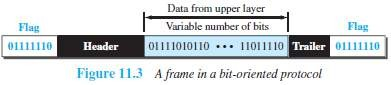 Data from upper layer
Flag Variable number of bits Flag
01111110 Header 01111010110 ••• 11011110 Trailer 01111110
Figure 11.3 A frame in a bit-oriented protocol